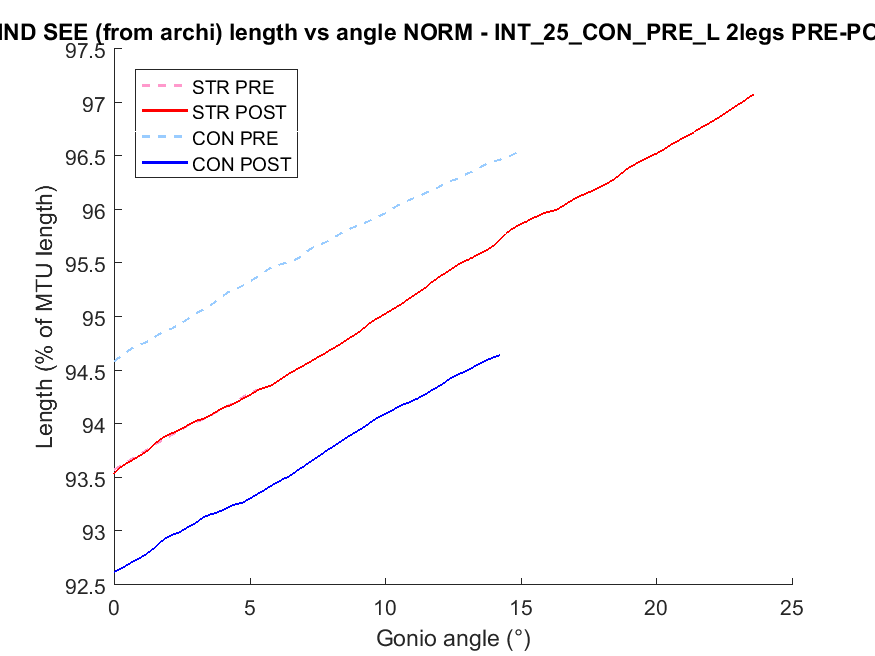 IND SEE (from archi) length vs angle NORM - INT_25_CON_PRE_L 2legs PRE-PO
97.5
97
96.5
96
95.5
95
94.5
94
93.5
93
92.5
Length (% of MTU length)
STR PRE
STR POST
CON PRE
CON POST
0 5 10 15 20 25
Gonio angle (°)